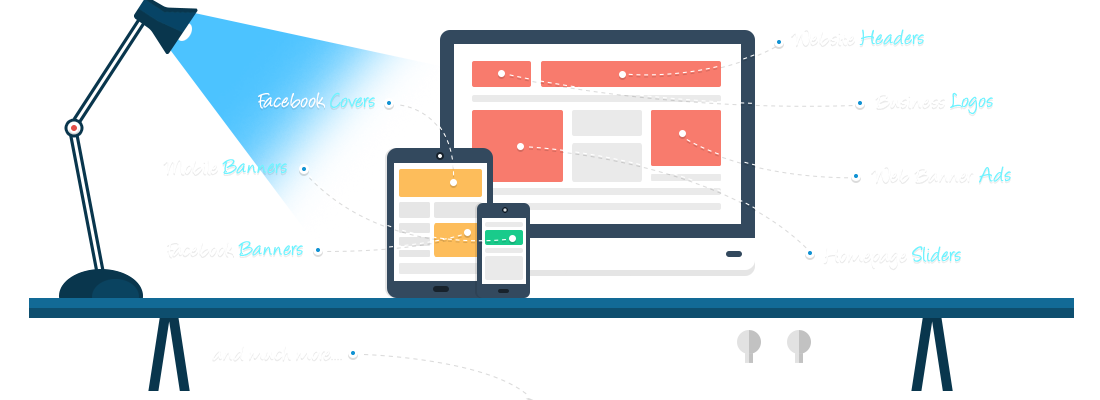 Website Headers
Facebook Covers
Business Logos
Mobile Banners
Web Banner Ads
Facebook Banners
Homepage Sliders
and much more...